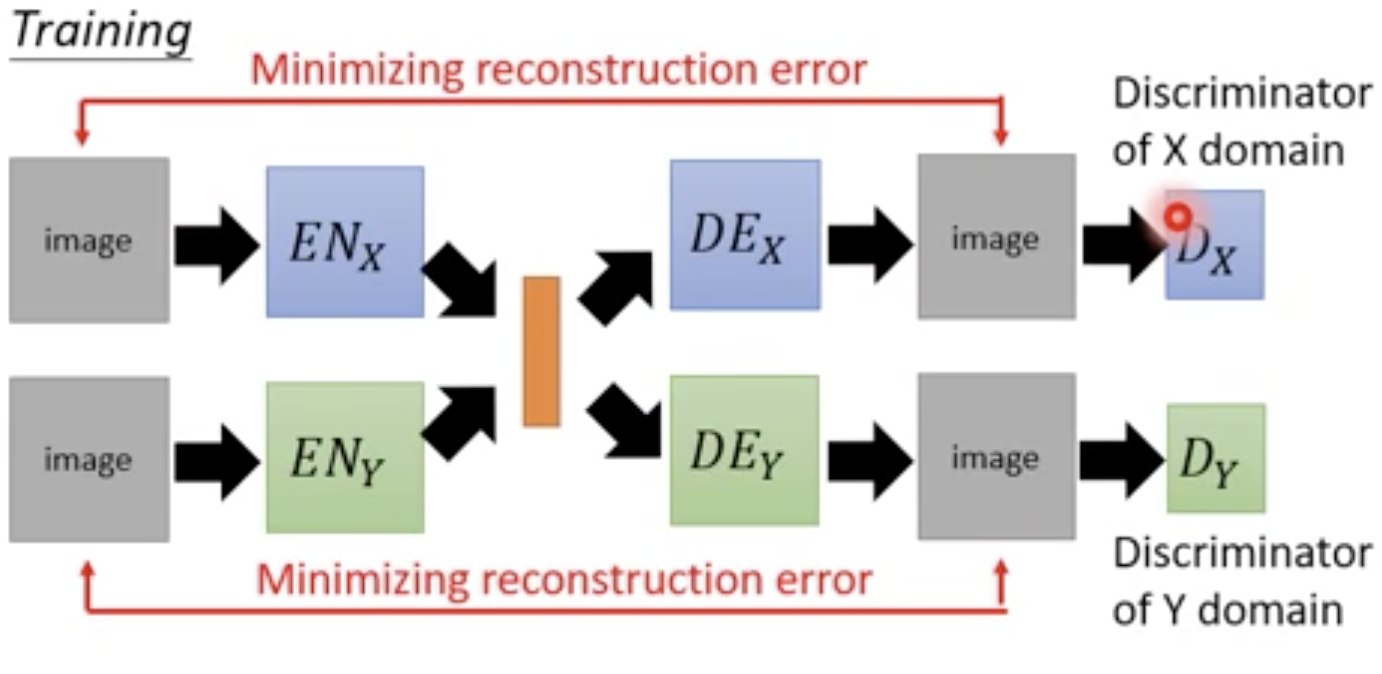 Training
Minimizing reconstruction error
Discriminator
of X domain
image
EN_X
DE_X
image
D_X
image
EN_Y
DE_Y
image
D_Y
Minimizing reconstruction error
Discriminator
of Y domain